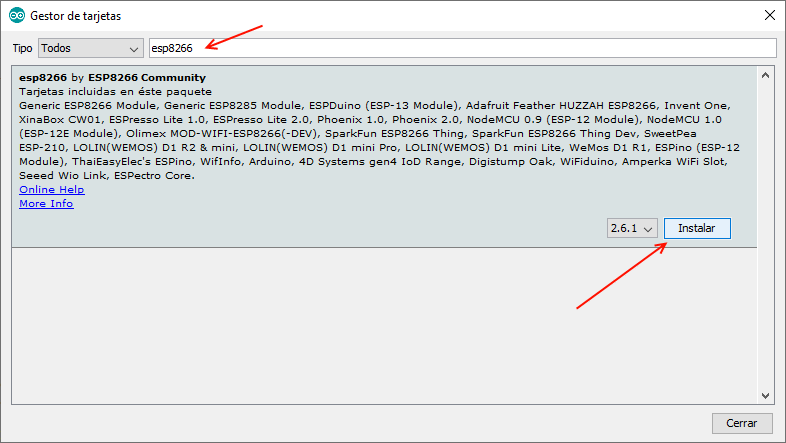 Gestor de tarjetas
Tipo Todos esp8266
esp8266 by ESP8266 Community
Tarjetas incluidas en éste paquete
Generic ESP8266 Module, Generic ESP8285 Module, ESPDuino (ESP-13 Module), Adafruit Feather HUZZAH ESP8266, Invent One,
XinaBox CW01, ESPresso Lite 1.0, ESPresso Lite 2.0, Phoenix 1.0, Phoenix 2.0, NodeMCU 0.9 (ESP-12 Module), NodeMCU 1.0
(ESP-12E Module), Olimex MOD-WIFI-ESP8266(-DEV), SparkFun ESP8266 Thing, SparkFun ESP8266 Thing Dev, SweetPea
ESP-210, LOLIN(WEMOS) D1 R2 & mini, LOLIN(WEMOS) D1 mini Pro, LOLIN(WEMOS) D1 mini Lite, WeMos D1 R1, ESPino (ESP-12
Module), ThaiEasyElec's ESPino, WifInfo, Arduino, 4D Systems gen4 IoD Range, Digistump Oak, WiFiduino, Amperka WiFi Slot,
Seeed Wio Link, ESPectro Core.
Online Help
More Info
2.6.1 Instalar
Cerrar